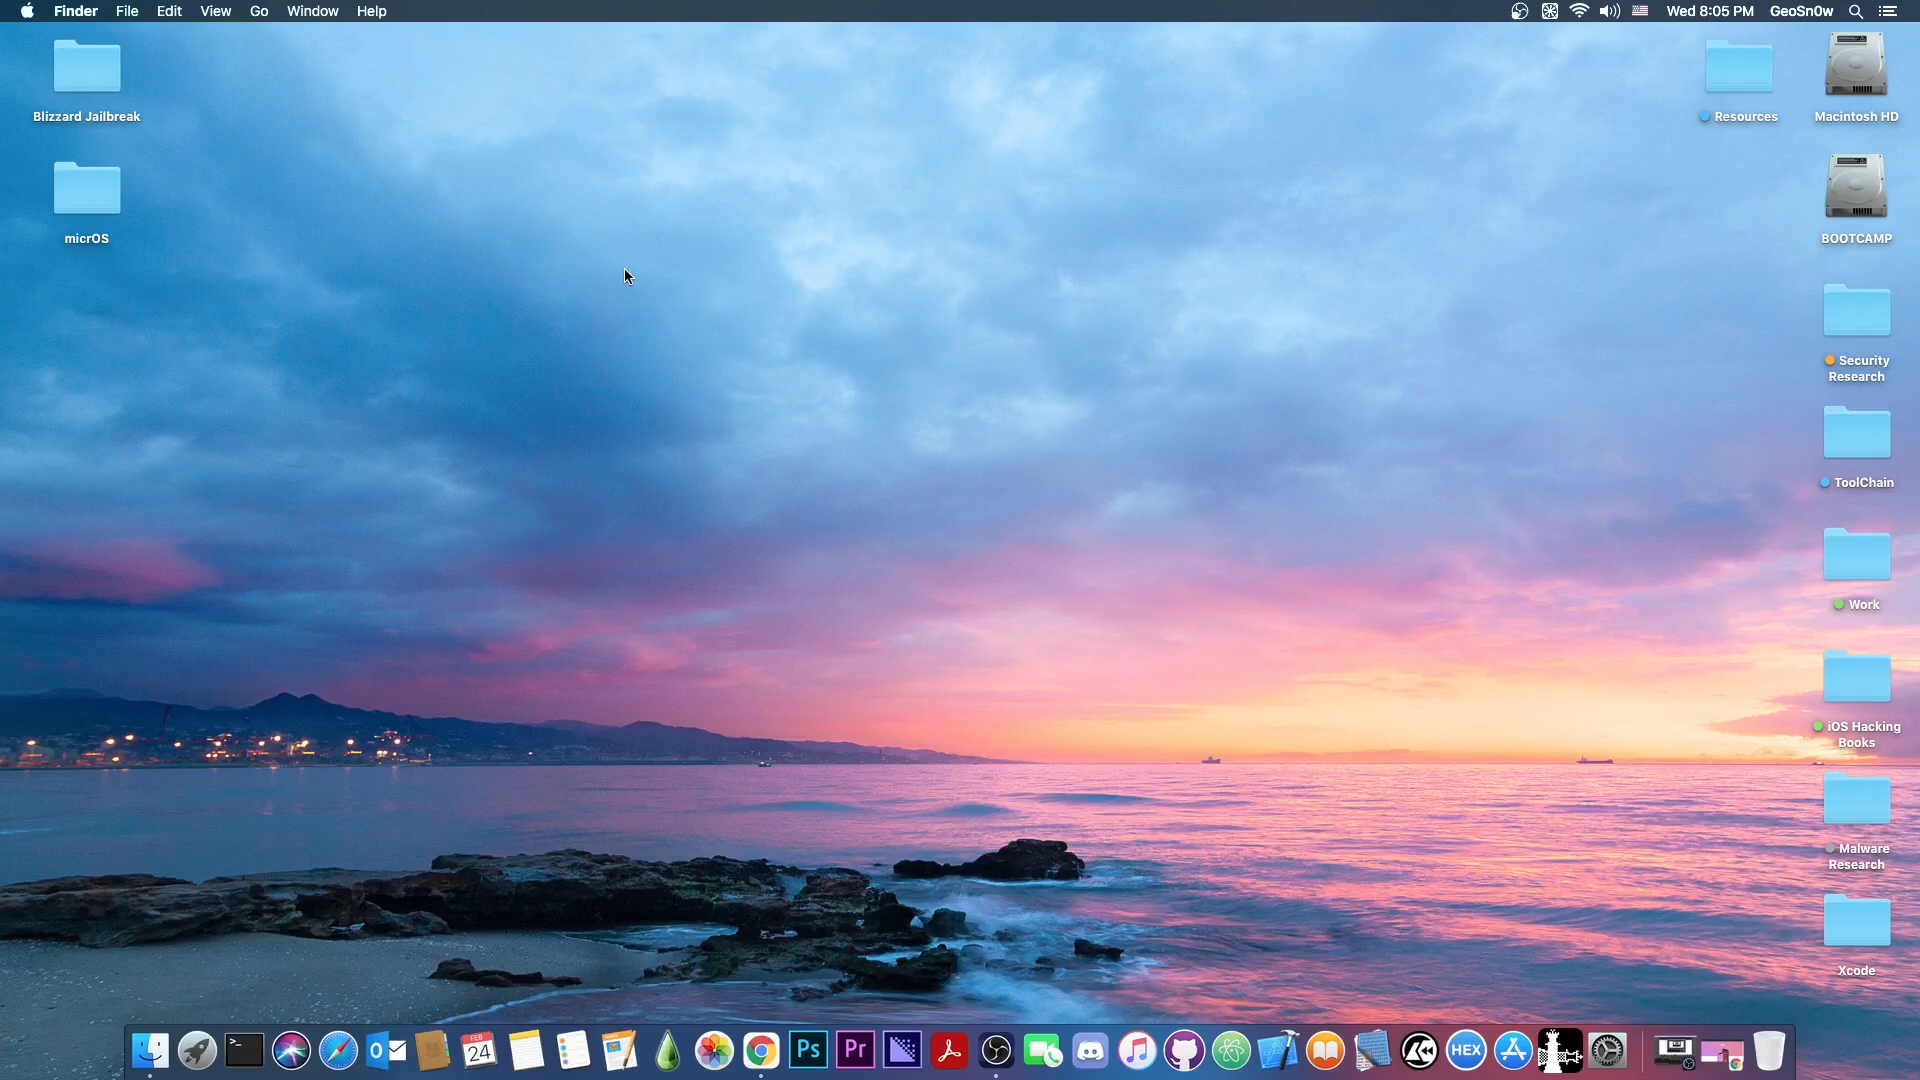 Finder File Edit View Go Window Help Wed 8:05 PM GeoSn0w
Blizzard Jailbreak
micrOS
Resources
Macintosh HD
BOOTCAMP
Security
Research
ToolChain
Work
iOS Hacking
Books
Malware
Research
Xcode
>_
O
FEB
24
Ps
Pr
HEX